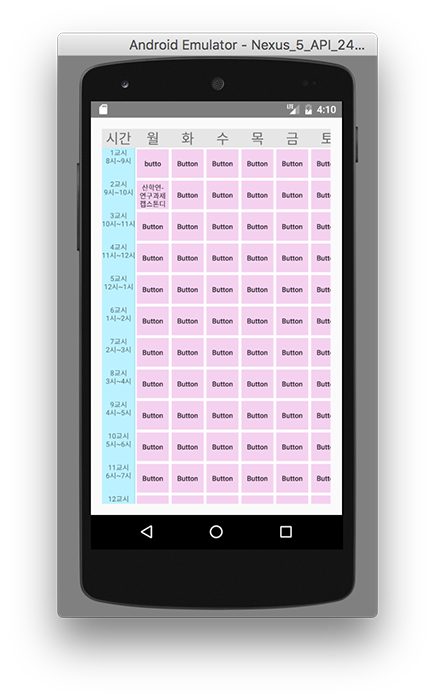 Android Emulator - Nexus_5_API_24...
LTE 4:10
시간 월 화 수 목 금 토
1교시
8시~9시
butto Button Button Button Button Butt
2교시
9시~10시
산학연-
연구과제
캡스톤디
Button Button Button Button Butt
3교시
10시~11시
Button Button Button Button Button Butt
4교시
11시~12시
Button Button Button Button Button Butt
5교시
12시~1시
Button Button Button Button Button Butt
6교시
1시~2시
Button Button Button Button Button Butt
7교시
2시~3시
Button Button Button Button Button Butt
8교시
3시~4시
Button Button Button Button Button Butt
9교시
4시~5시
Button Button Button Button Button Butt
10교시
5시~6시
Button Button Button Button Button Butt
11교시
6시~7시
Button Button Button Button Button Butt
12교시